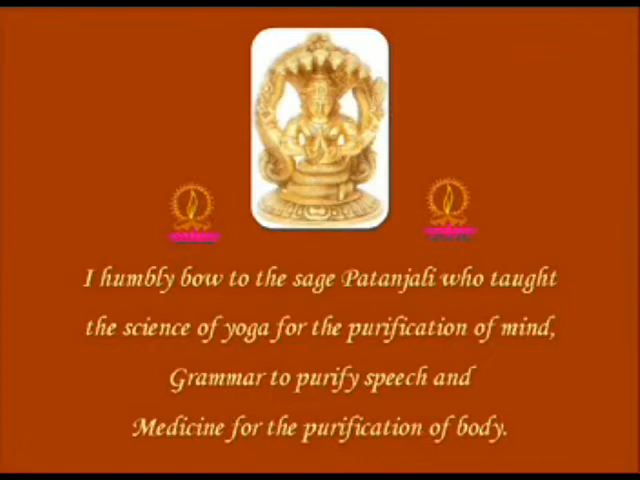 I humbly bow to the sage Patanjali who taught
the science of yoga for the purification of mind,
Grammar to purify speech and
Medicine for the purification of body.